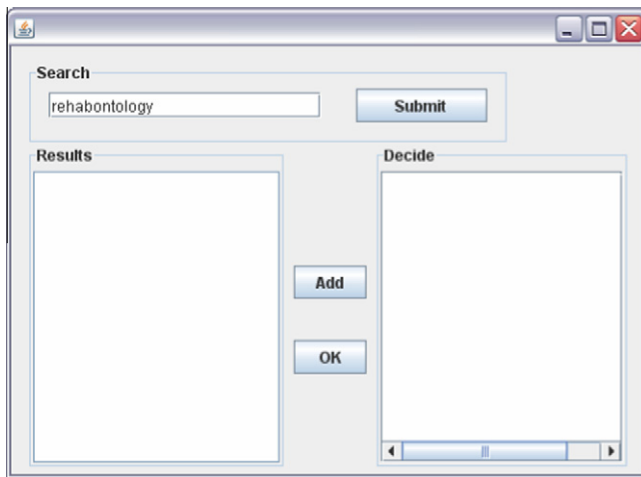 Search
rehabontology
Submit
Results
Decide
Add
OK